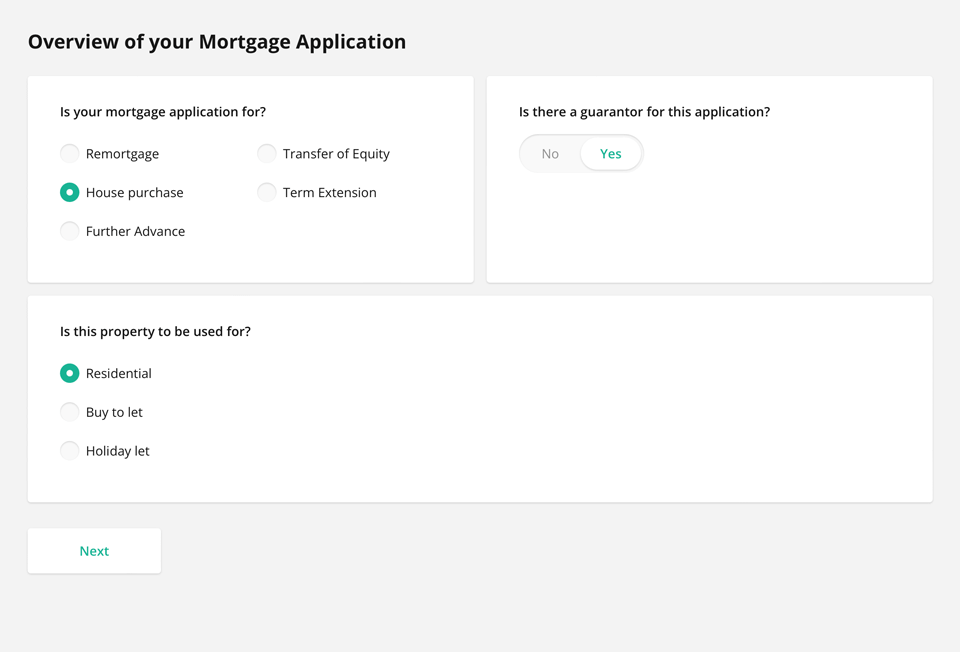 Overview of your Mortgage Application
Is your mortgage application for?
Remortgage
Transfer of Equity
House purchase
Term Extension
Further Advance
Is there a guarantor for this application?
No Yes
Is this property to be used for?
Residential
Buy to let
Holiday let
Next